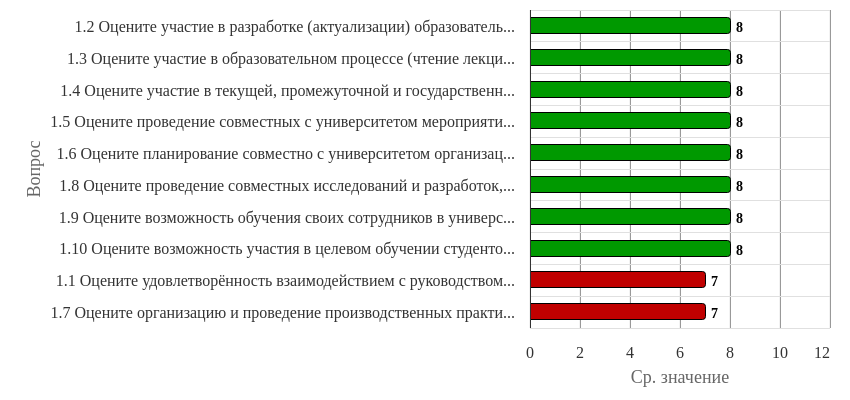 1.2 Оцените участие в разработке (актуализации) образователь... 8
1.3 Оцените участие в образовательном процессе (чтение лекци... 8
1.4 Оцените участие в текущей, промежуточной и государственн... 8
1.5 Оцените проведение совместных с университетом мероприяти... 8
1.6 Оцените планирование совместно с университетом организац... 8
1.8 Оцените проведение совместных исследований и разработок,... 8
1.9 Оцените возможность обучения своих сотрудников в универс... 8
1.10 Оцените возможность участия в целевом обучении студенто... 8
1.1 Оцените удовлетворённость взаимодействием с руководством... 7
1.7 Оцените организацию и проведение производственных практи... 7
Вопрос
0 2 4 6 8 10 12
Ср. значение